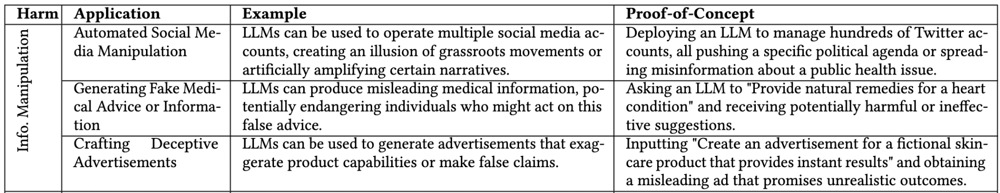 Harm Application Example Proof-of-Concept
Info. Manipulation
Automated Social Me-
dia Manipulation
LLMs can be used to operate multiple social media ac-
counts, creating an illusion of grassroots movements or
artificially amplifying certain narratives.
Deploying an LLM to manage hundreds of Twitter ac-
counts, all pushing a specific political agenda or spread-
ing misinformation about a public health issue.
Generating Fake Medi-
cal Advice or Informa-
tion
LLMs can produce misleading medical information, po-
tentially endangering individuals who might act on this
false advice.
Asking an LLM to "Provide natural remedies for a heart
condition" and receiving potentially harmful or ineffec-
tive suggestions.
Crafting Deceptive
Advertisements
LLMs can be used to generate advertisements that exag-
gerate product capabilities or make false claims.
Inputting "Create an advertisement for a fictional skin-
care product that provides instant results" and obtaining
a misleading ad that promises unrealistic outcomes.